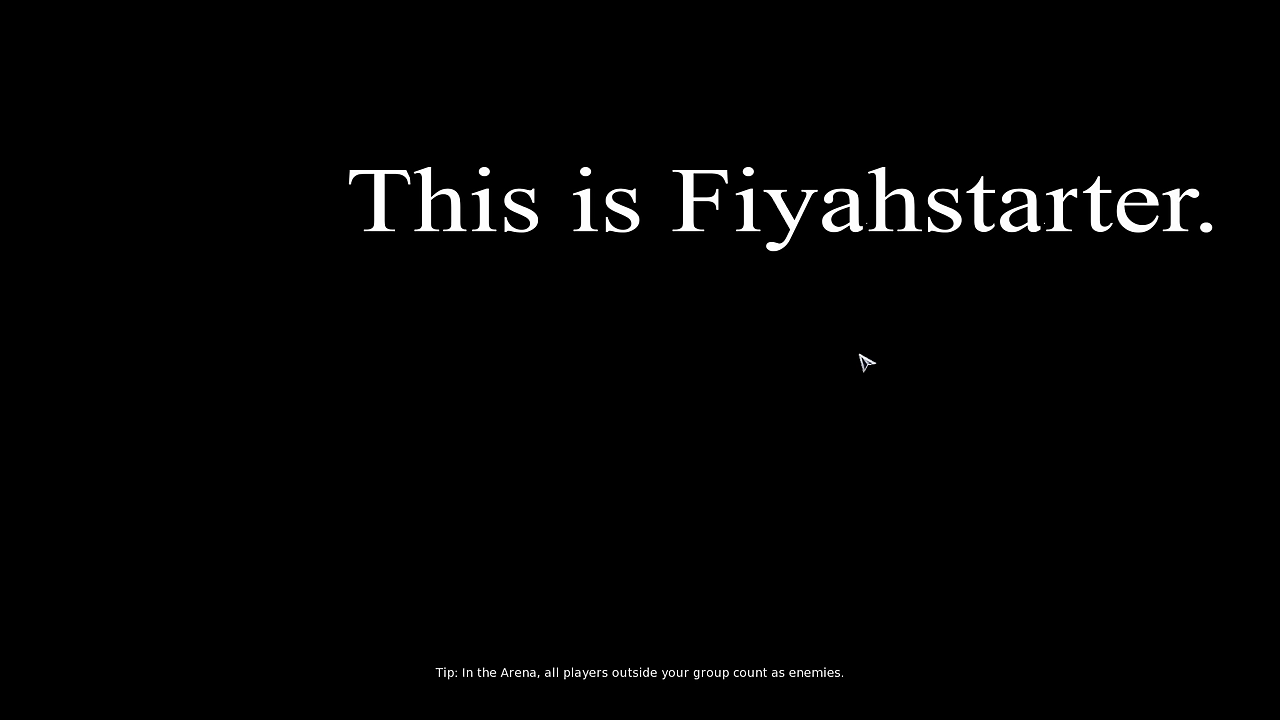 This is Fiyahstarter.
Tip: In the Arena, all players outside your group count as enemies.